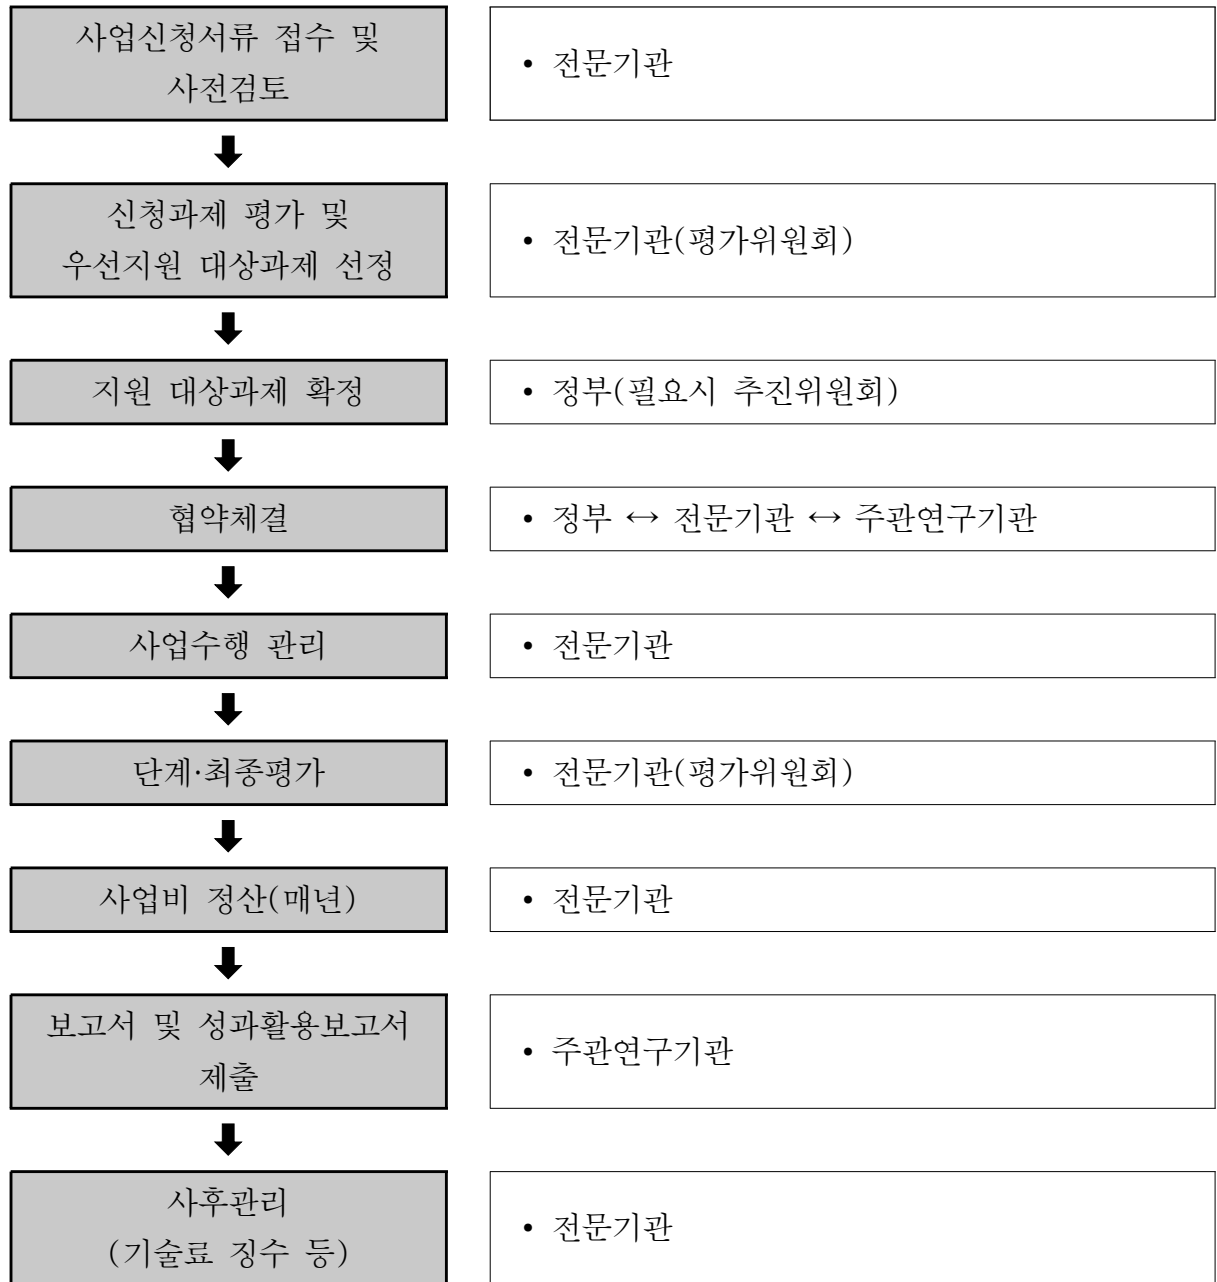 사업신청서류 접수 및
사전검토
• 전문기관
신청과제 평가 및
우선지원 대상과제 선정
• 전문기관(평가위원회)
지원 대상과제 확정
• 정부(필요시 추진위원회)
협약체결
• 정부 ↔ 전문기관 ↔ 주관연구기관
사업수행 관리
• 전문기관
단계·최종평가
• 전문기관(평가위원회)
사업비 정산(매년)
• 전문기관
보고서 및 성과활용보고서
제출
• 주관연구기관
사후관리
(기술료 징수 등)
• 전문기관